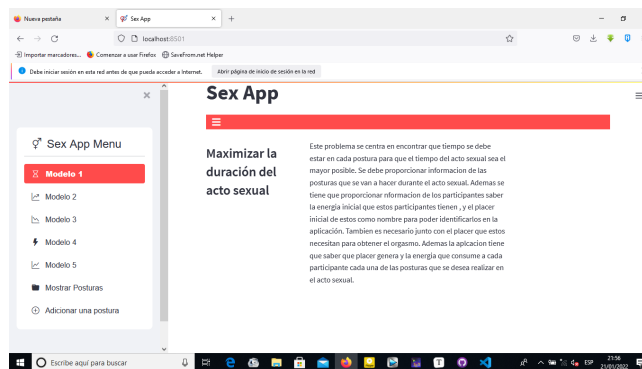 Nueva pestaña
Sex App
localhost:8501
Importar marcadores...
Comenzar a usar Firefox
SaveFrom.net Helper
Debe iniciar sesión en esta red antes de que pueda acceder a Internet.
Abrir página de inicio de sesión en la red
Sex App Menu
Modelo 1
Modelo 2
Modelo 3
Modelo 4
Modelo 5
Mostrar Posturas
Adicionar una postura
Sex App
Maximizar la
duración del
acto sexual
Este problema se centra en encontrar que tiempo se debe
estar en cada postura para que el tiempo del acto sexual sea el
mayor posible. Se debe proporcionar informacion de las
posturas que se van a hacer durante el acto sexual. Ademas se
tiene que proporcionar nformacion de los participantes saber
la energia inicial que estos participantes tienen , y el placer
inicial de estos como nombre para poder identificarlos en la
aplicación. Tambien es necesario junto con el placer que estos
necesitan para obtener el orgasmo. Ademas la aplcacion tiene
que saber que placer genera y la energia que consume a cada
participante cada una de las posturas que se desea realizar en
el acto sexual.
Escribe aquí para buscar
ESP
21:56
21/01/2022